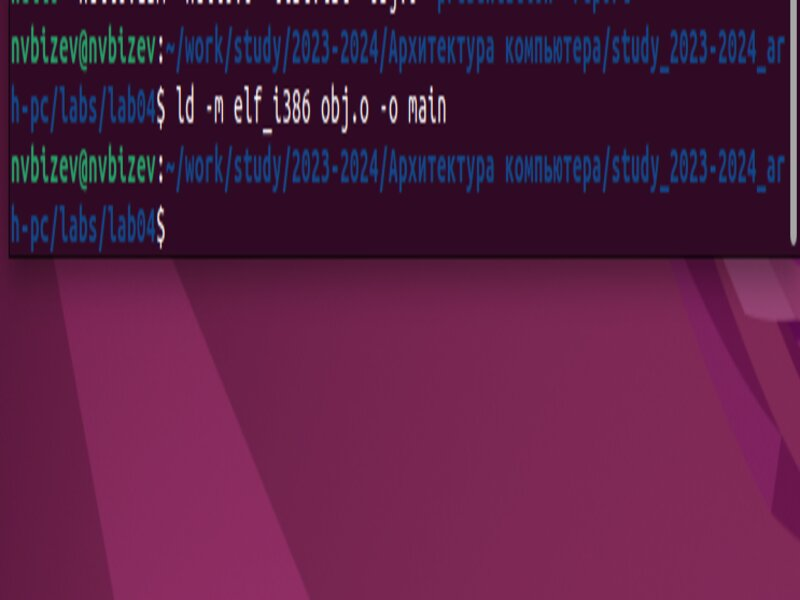 nvbizev@nvbizev:~/work/study/2023-2024/Архитектура компьютера/study_2023-2024_ar
h-pc/labs/lab04$ ld -m elf_i386 obj.o -o main
nvbizev@nvbizev:~/work/study/2023-2024/Архитектура компьютера/study_2023-2024_ar
h-pc/labs/lab04$